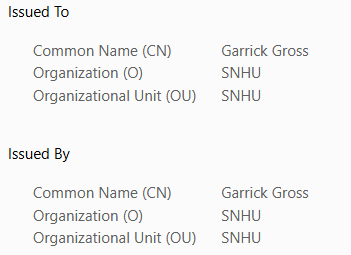 Issued To
Common Name (CN) Garrick Gross
Organization (O) SNHU
Organizational Unit (OU) SNHU
Issued By
Common Name (CN) Garrick Gross
Organization (O) SNHU
Organizational Unit (OU) SNHU